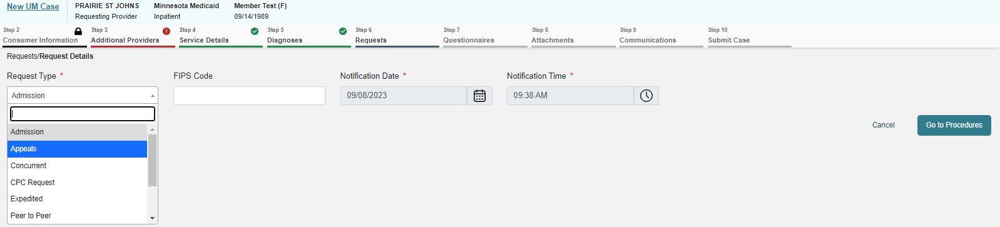 New UM Case
PRAIRIE ST JOHNS
Requesting Provider
Minnesota Medicaid
Inpatient
Member Test (F)
09/14/1989
Step 2
Consumer Information
Step 3
Additional Providers
Step 4
Service Details
Step 5
Diagnoses
Step 6
Requests
Step 7
Questionnaires
Step 8
Attachments
Step 9
Communications
Step 10
Submit Case
Requests/Request Details
Request Type *
Admission
FIPS Code
Notification Date *
09/08/2023
Notification Time *
09:38 AM
Admission
Appeals
Concurrent
CPC Request
Expedited
Peer to Peer
Cancel
Go to Procedures